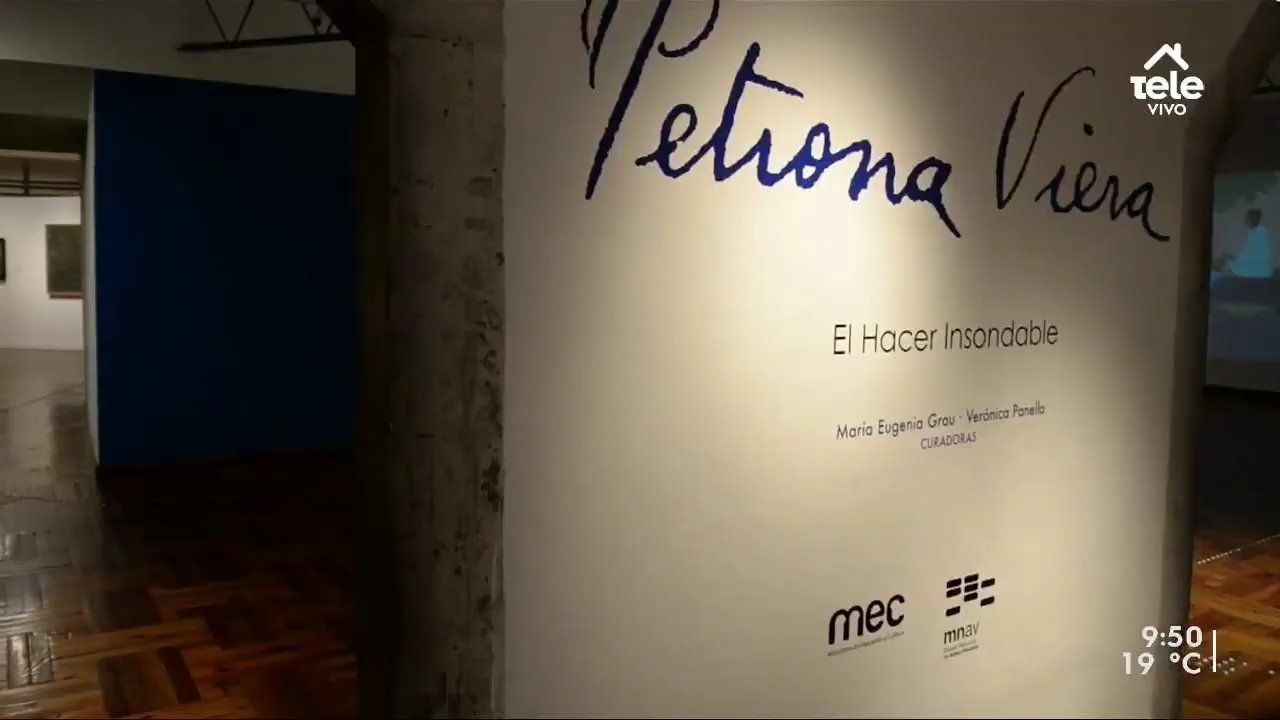 Petrona Viera
tele
VIVO
El Hacer Insondable
María Eugenia Grau · Verónica Panella
CURADORAS
mec
mnav
9:50
19 °C